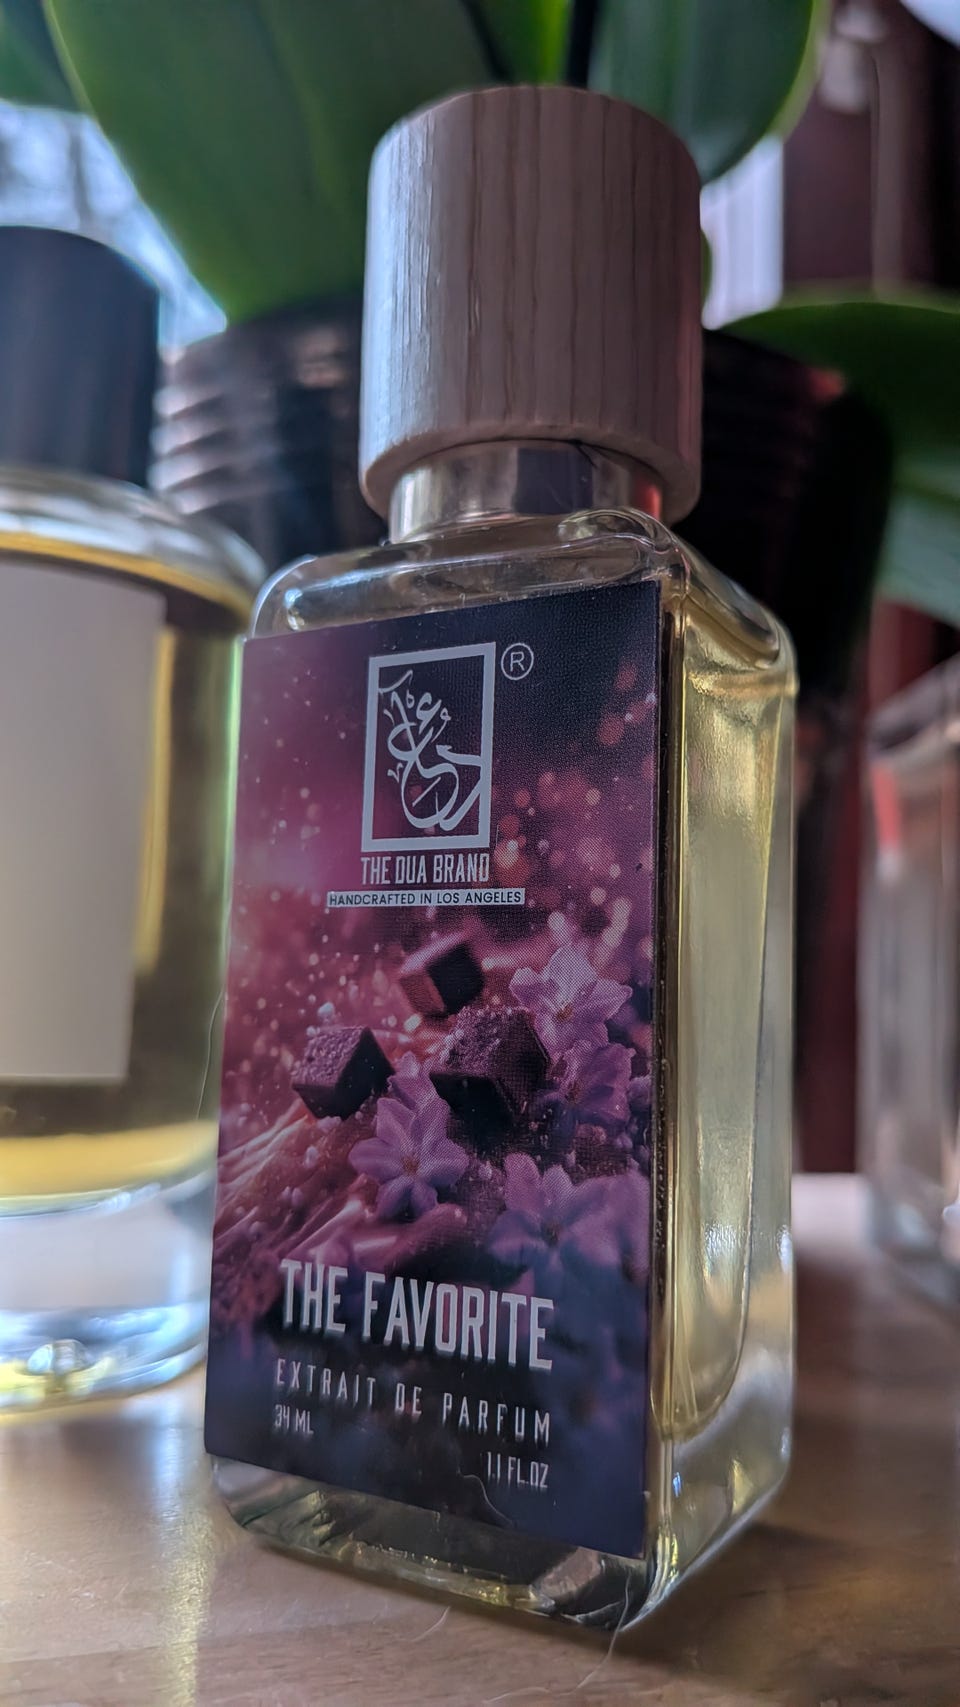 ®
THE DUA BRAND
HANDCRAFTED IN LOS ANGELES
THE FAVORITE
EXTRAIT DE PARFUM
34 ML
1.1 FL.OZ